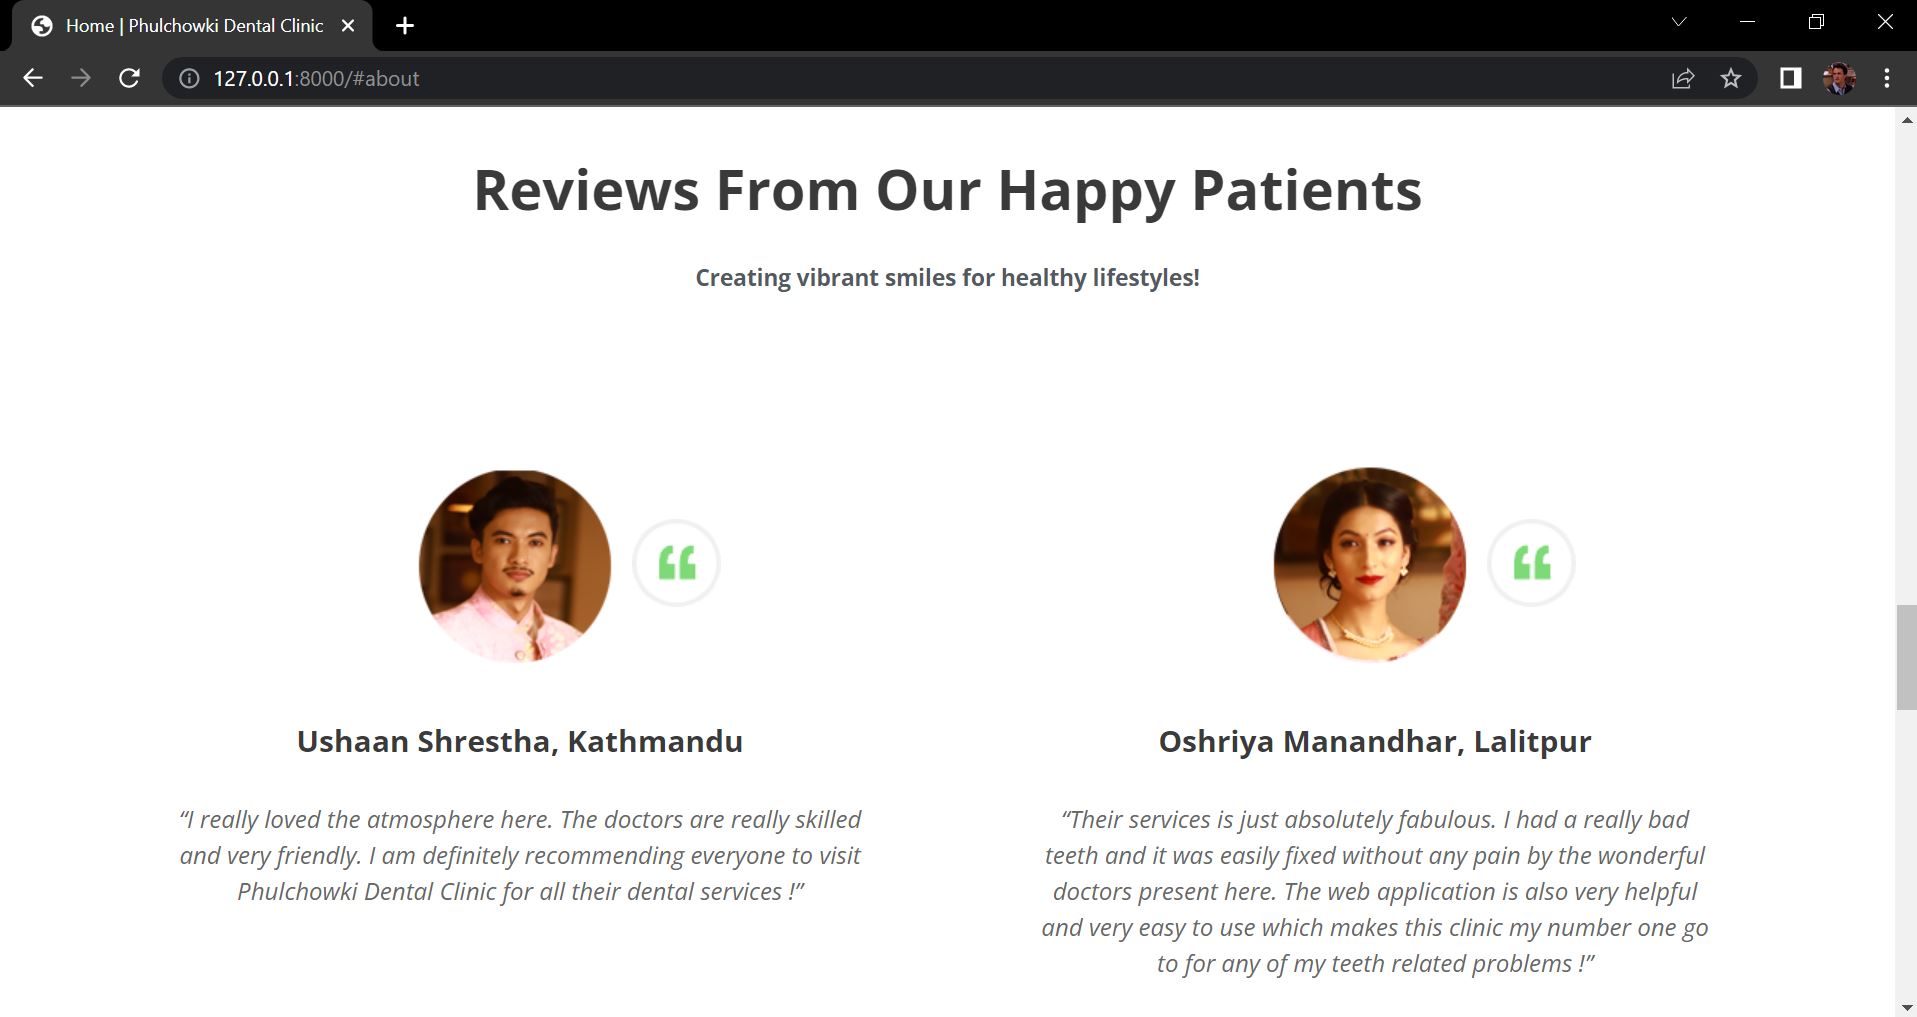 Home | Phulchowki Dental Clinic
127.0.0.1:8000/#about
Reviews From Our Happy Patients
Creating vibrant smiles for healthy lifestyles!
Ushaan Shrestha, Kathmandu
“I really loved the atmosphere here. The doctors are really skilled
and very friendly. I am definitely recommending everyone to visit
Phulchowki Dental Clinic for all their dental services !”
Oshriya Manandhar, Lalitpur
“Their services is just absolutely fabulous. I had a really bad
teeth and it was easily fixed without any pain by the wonderful
doctors present here. The web application is also very helpful
and very easy to use which makes this clinic my number one go
to for any of my teeth related problems !”